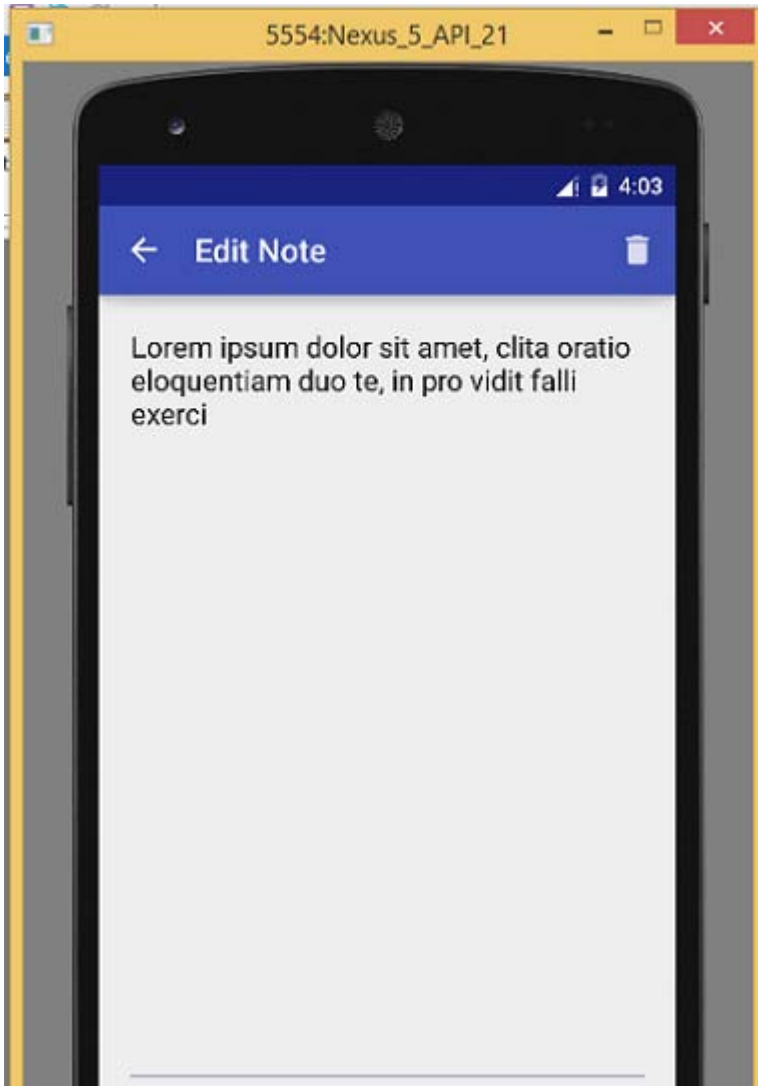 5554:Nexus_5_API_21
4:03
Edit Note
Lorem ipsum dolor sit amet, clita oratio
eloquentiam duo te, in pro vidit falli
exerci